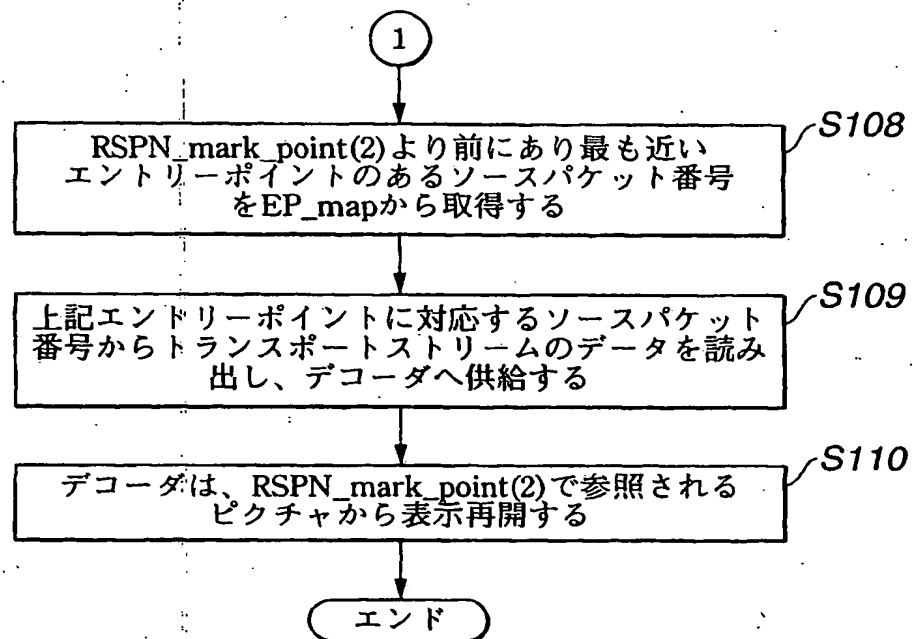 1
RSPN_mark_point(2)より前にあり最も近い
エントリーポイントのあるソースパケット番号
をEP_mapから取得する
S108
上記エントリーポイントに対応するソースパケット
番号からトランスポートストリームのデータを読み
出し、デコーダへ供給する
S109
デコーダは、RSPN_mark_point(2)で参照される
ピクチャから表示再開する
S110
エンド